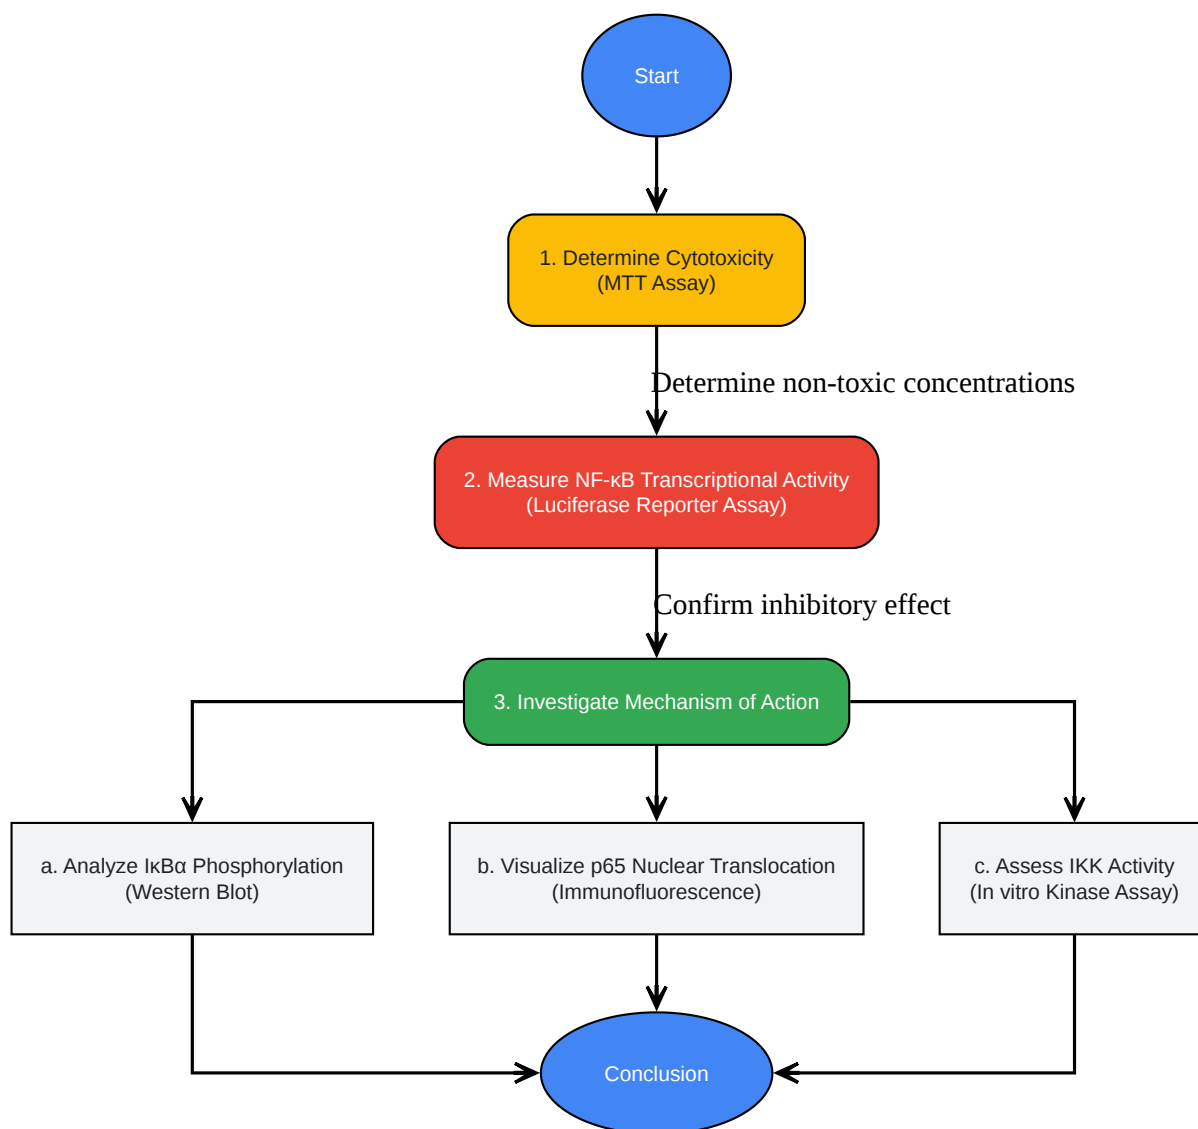 Start
1. Determine Cytotoxicity
(MTT Assay)
Determine non-toxic concentrations
2. Measure NF-κB Transcriptional Activity
(Luciferase Reporter Assay)
Confirm inhibitory effect
3. Investigate Mechanism of Action
a. Analyze IκBα Phosphorylation
(Western Blot)
b. Visualize p65 Nuclear Translocation
(Immunofluorescence)
c. Assess IKK Activity
(In vitro Kinase Assay)
Conclusion